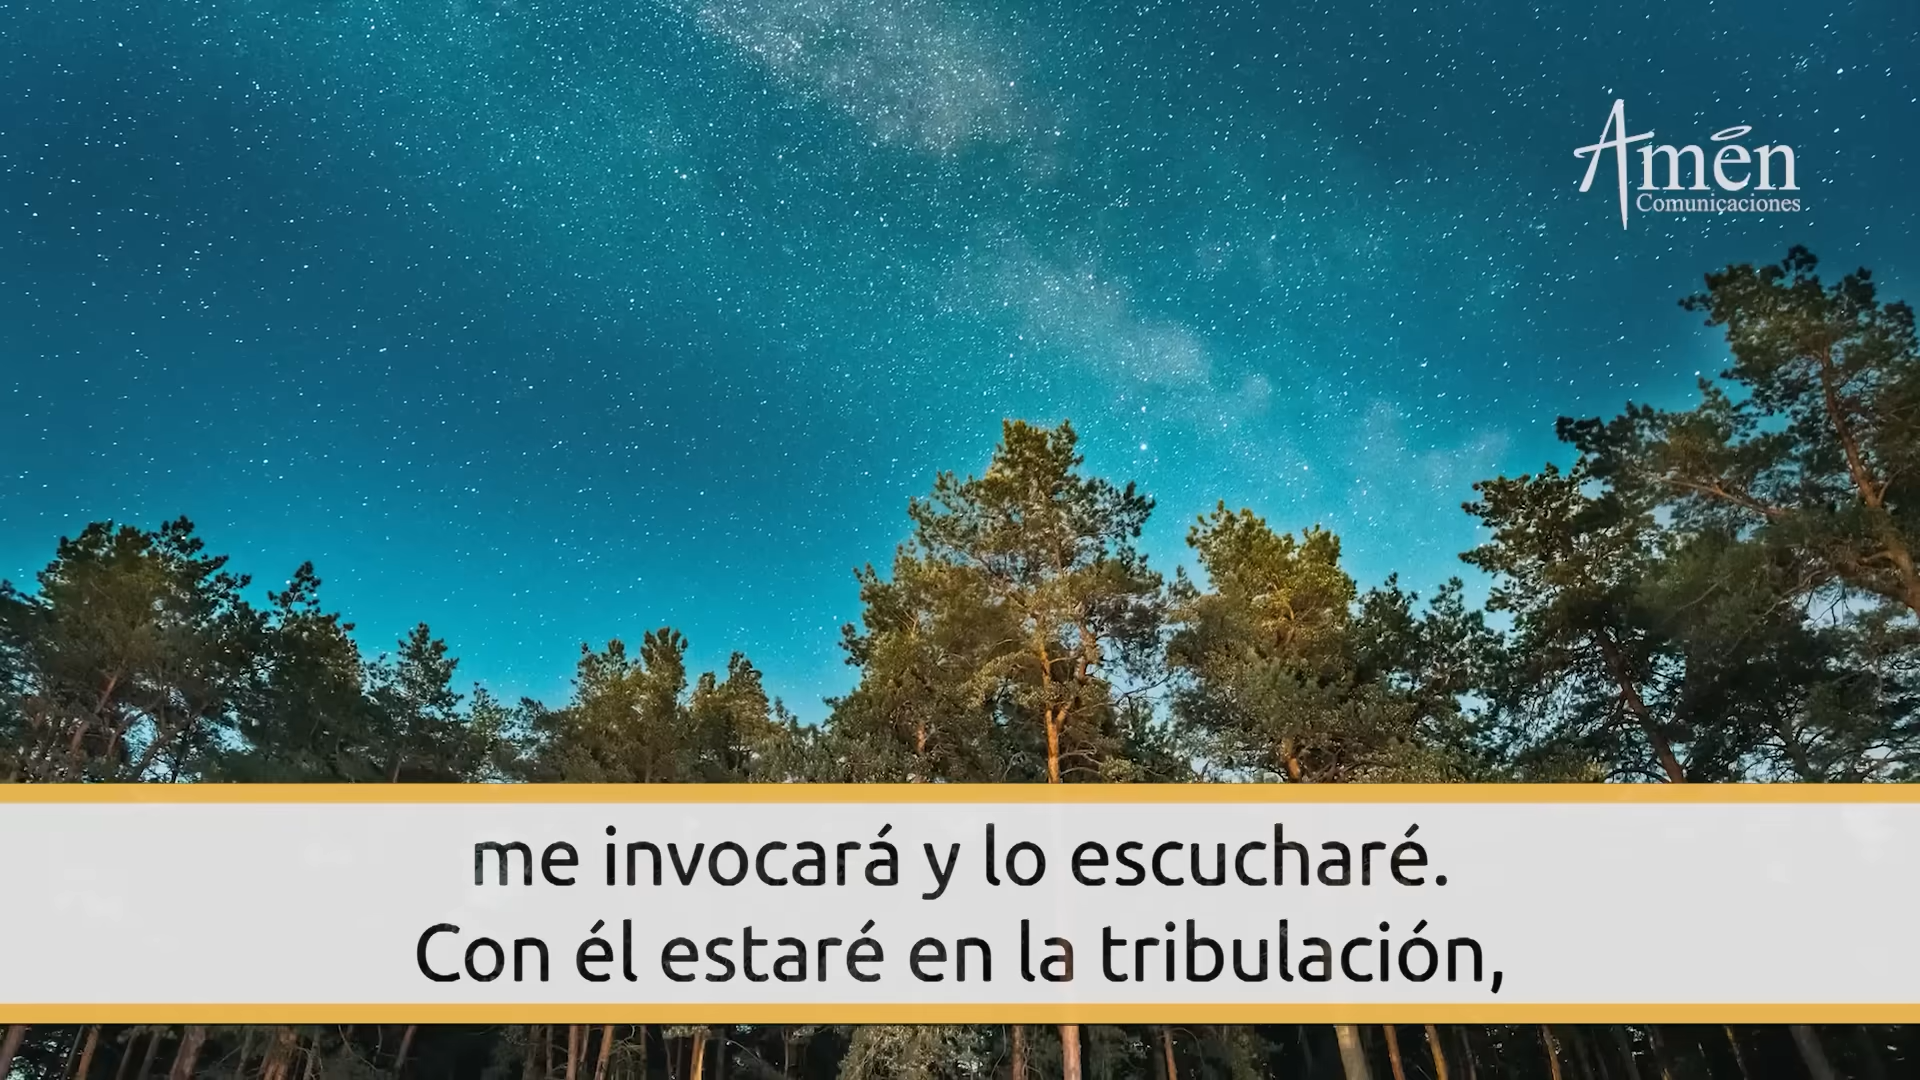 Amén
Comunicaciones
me invocará y lo escucharé.
Con él estaré en la tribulación,